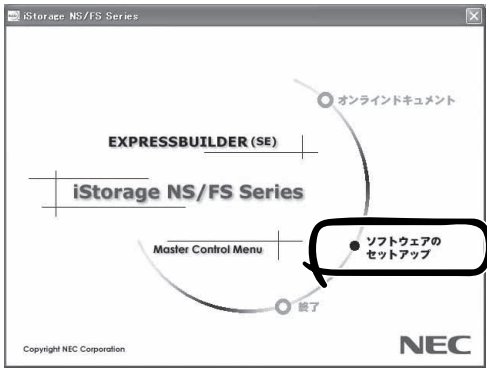 iStorage NS/FS Series
オンラインドキュメント
EXPRESSBUILDER (SE)
iStorage NS/FS Series
Master Control Menu
ソフトウェアの
セットアップ
終了
Copyright NEC Corporation
NEC